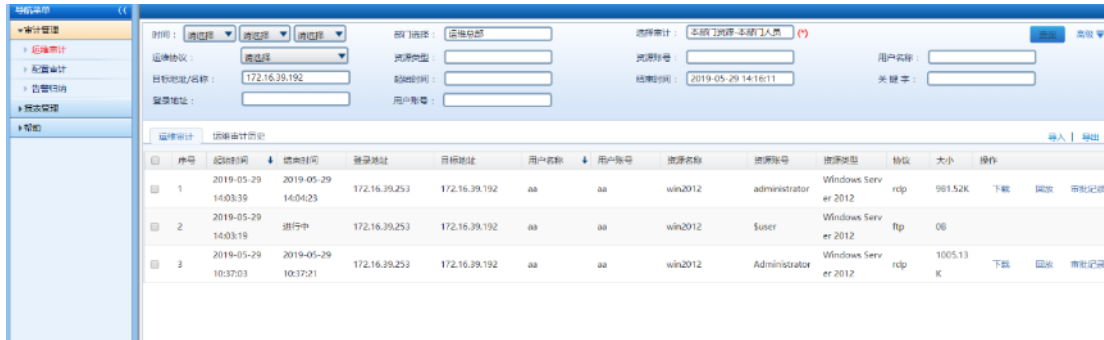 导航菜单
审计管理
运维审计
配置审计
告警归纳
报表管理
帮助
时间： 请选择 请选择 请选择 部门选择： 运维总部 选择审计： 本部门资源-本部门人员 (*) 查询 高级
运维协议： 请选择 资源类型： 资源账号： 用户名称：
目标地址/名称： 172.16.39.192 起始时间： 结束时间： 2019-05-29 14:16:11 关 键 字：
登录地址： 用户账号：
运维审计 运维审计历史 导入 | 导出
序号 起始时间 结束时间 登录地址 目标地址 用户名称 用户账号 资源名称 资源账号 资源类型 协议 大小 操作
1 2019-05-29 14:03:39 2019-05-29 14:04:23 172.16.39.253 172.16.39.192 aa aa win2012 administrator Windows Server 2012 rdp 981.52K 下载 回放 审批记录
2 2019-05-29 14:03:19 进行中 172.16.39.253 172.16.39.192 aa aa win2012 $user Windows Server 2012 ftp 0B
3 2019-05-29 10:37:03 2019-05-29 10:37:21 172.16.39.253 172.16.39.192 aa aa win2012 Administrator Windows Server 2012 rdp 1005.13K 下载 回放 审批记录